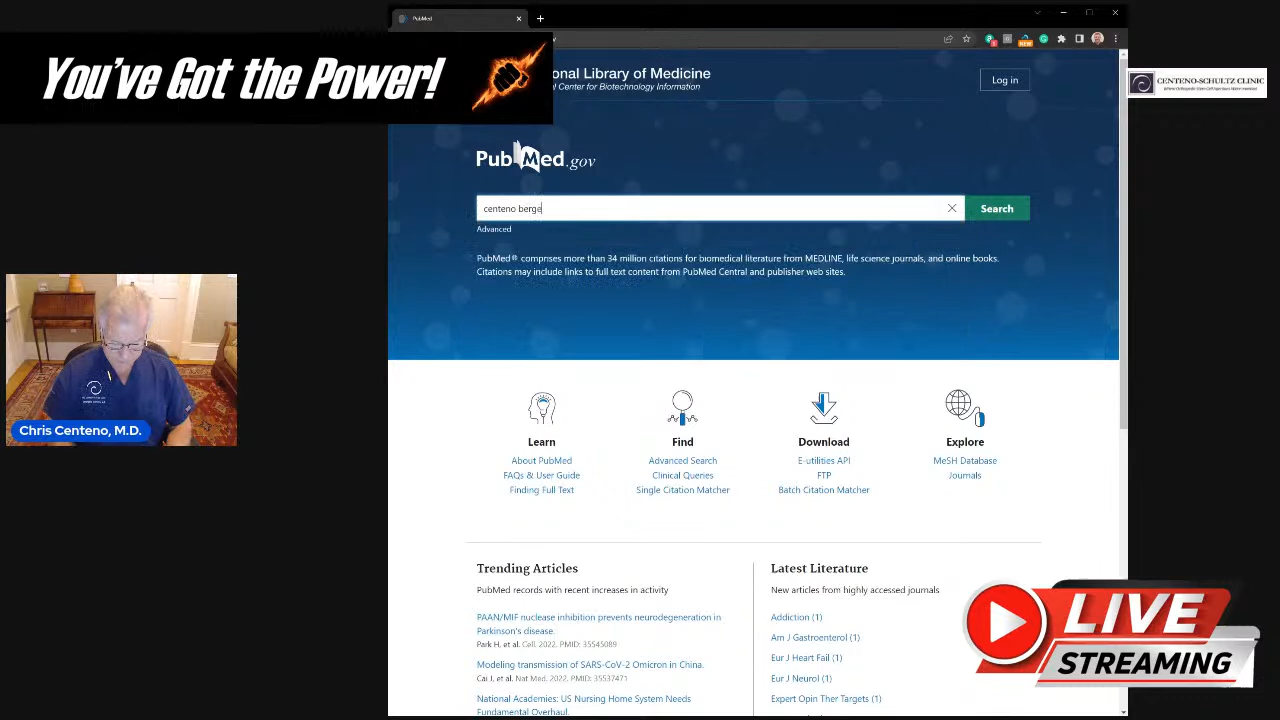 PubMed
You've Got the Power!
onal Library of Medicine
al Center for Biotechnology Information
Log in
NEW
CENTENO-SCHULTZ CLINIC
PubMed.gov
centeno berge
Search
Advanced
PubMed® comprises more than 34 million citations for biomedical literature from MEDLINE, life science journals, and online books.
Citations may include links to full text content from PubMed Central and publisher web sites.
Chris Centeno, M.D.
Learn
About PubMed
FAQs & User Guide
Finding Full Text
Find
Advanced Search
Clinical Queries
Single Citation Matcher
Download
E-utilities API
FTP
Batch Citation Matcher
Explore
MeSH Database
Journals
Trending Articles
PubMed records with recent increases in activity
PAAN/MIF nuclease inhibition prevents neurodegeneration in
Parkinson's disease.
Park H, et al. Cell. 2022. PMID: 35545089
Modeling transmission of SARS-CoV-2 Omicron in China.
Cai J, et al. Nat Med. 2022. PMID: 35537471
National Academies: US Nursing Home System Needs
Fundamental Overhaul.
Latest Literature
New articles from highly accessed journals
Addiction (1)
Am J Gastroenterol (1)
Eur J Heart Fail (1)
Eur J Neurol (1)
Expert Opin Ther Targets (1)
LIVE
STREAMING